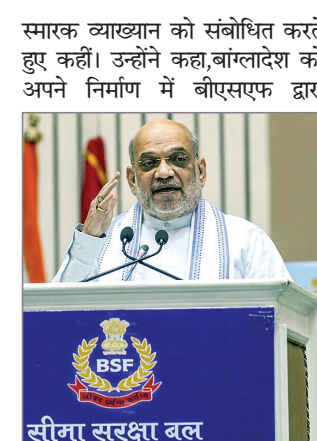 स्मारक व्याख्यान को संबोधित करते
हुए कहीं। उन्होंने कहा,बांग्लादेश को
अपने निर्माण में बीएसएफ
BSF
सीमा सुरक्षा बल